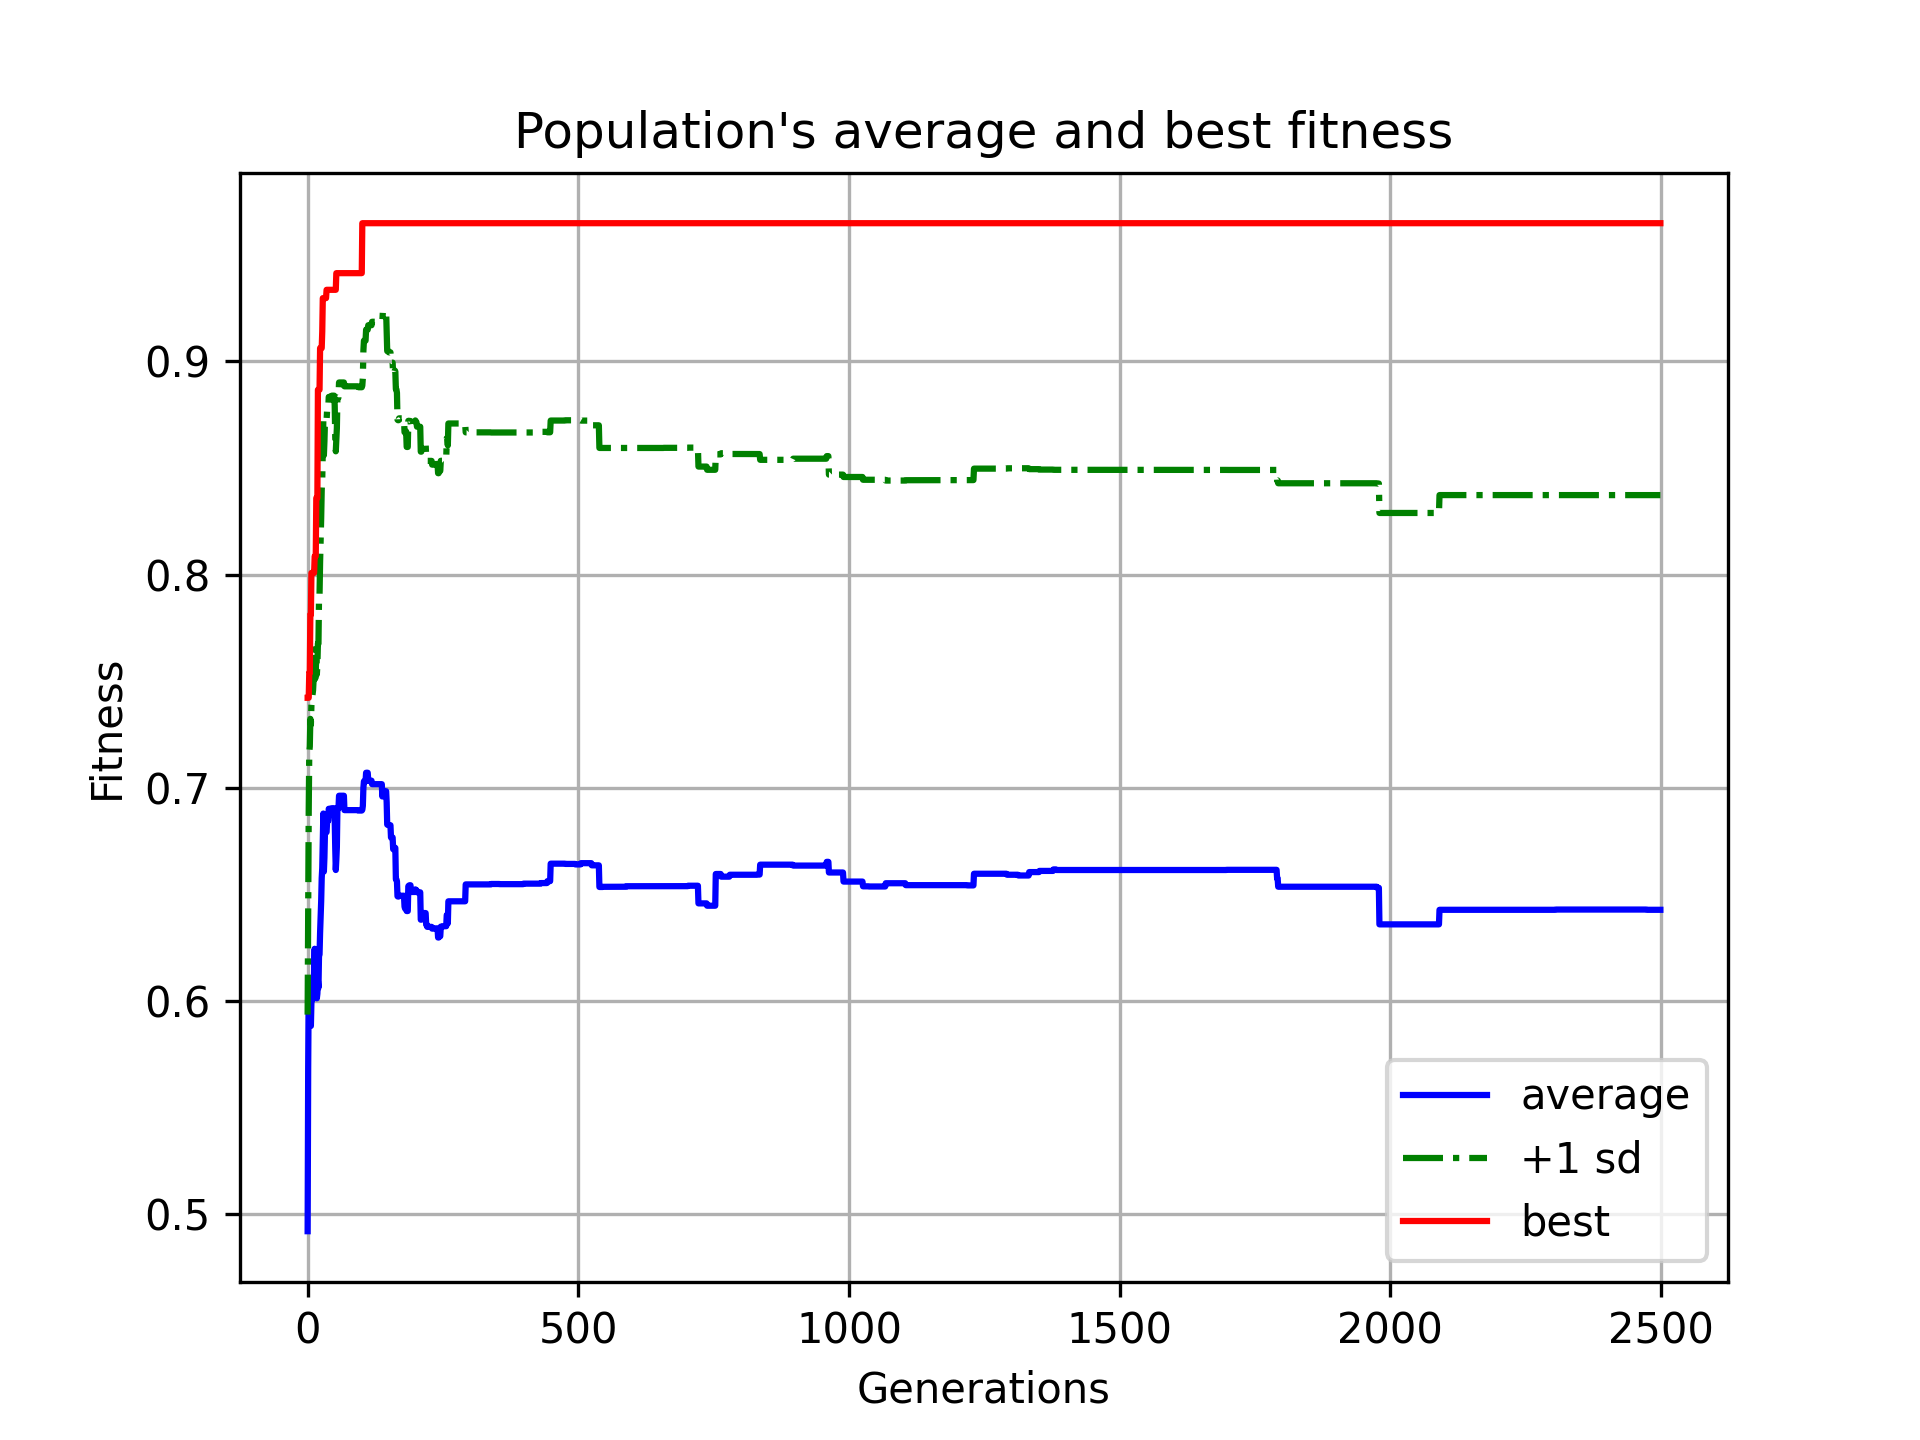 Population's average and best fitness
Fitness
0.9
0.8
0.7
0.6
0.5
average
+1 sd
best
0 500 1000 1500 2000 2500
Generations